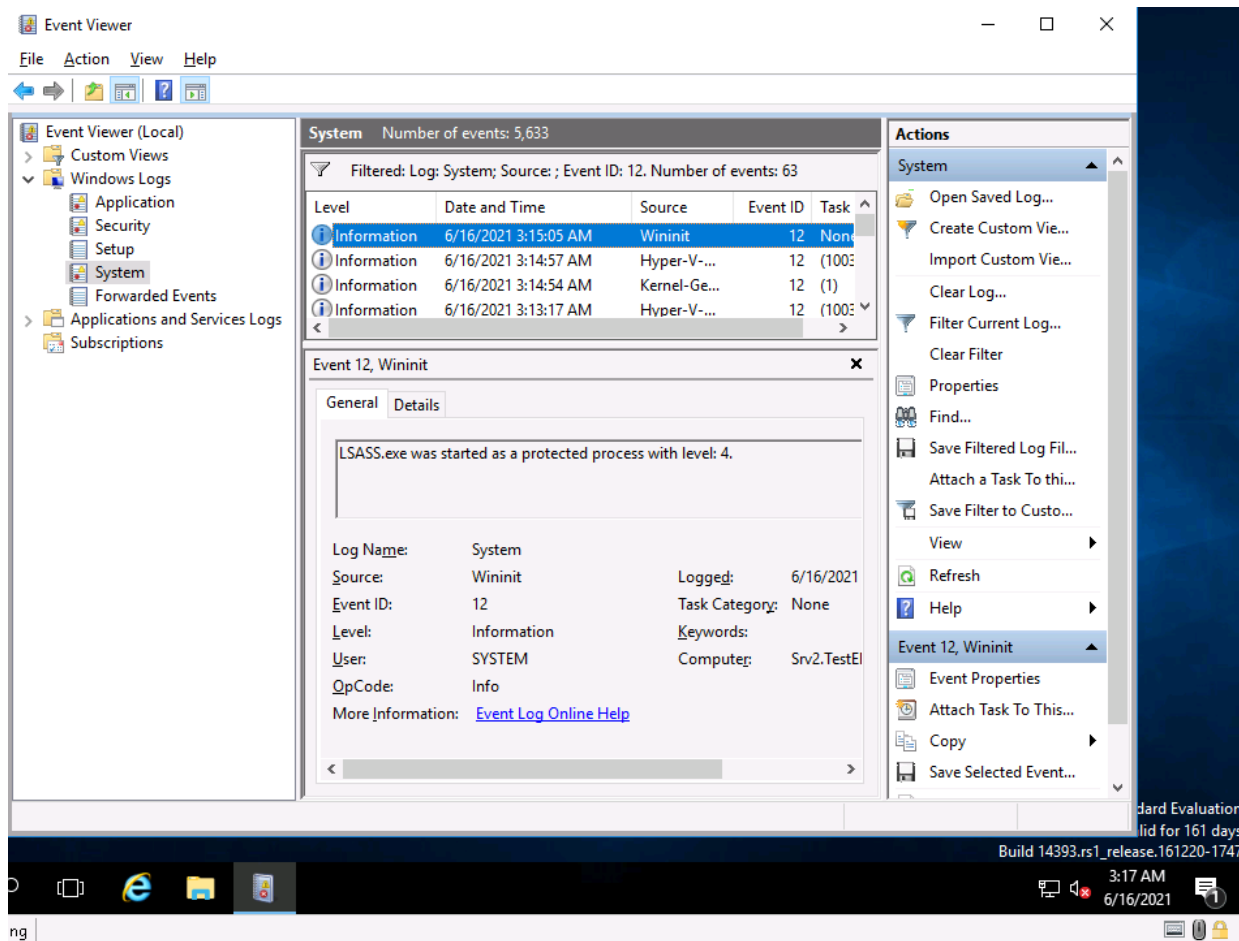 Event Viewer
File Action View Help
Event Viewer (Local)
Custom Views
Windows Logs
Application
Security
Setup
System
Forwarded Events
Applications and Services Logs
Subscriptions
System Number of events: 5,633
Filtered: Log: System; Source: ; Event ID: 12. Number of events: 63
Level Date and Time Source Event ID Task
Information 6/16/2021 3:15:05 AM Wininit 12 None
Information 6/16/2021 3:14:57 AM Hyper-V-... 12 (1003
Information 6/16/2021 3:14:54 AM Kernel-Ge... 12 (1)
Information 6/16/2021 3:13:17 AM Hyper-V-... 12 (1003
Event 12, Wininit
General Details
LSASS.exe was started as a protected process with level: 4.
Log Name: System
Source: Wininit Logged: 6/16/2021
Event ID: 12 Task Category: None
Level: Information Keywords:
User: SYSTEM Computer: Srv2.TestEl
OpCode: Info
More Information: Event Log Online Help
Actions
System
Open Saved Log...
Create Custom Vie...
Import Custom Vie...
Clear Log...
Filter Current Log...
Clear Filter
Properties
Find...
Save Filtered Log Fil...
Attach a Task To thi...
Save Filter to Custo...
View
Refresh
Help
Event 12, Wininit
Event Properties
Attach Task To This...
Copy
Save Selected Event...
dard Evaluation
lid for 161 days
Build 14393.rs1_release.161220-1747
3:17 AM
6/16/2021
1
ng